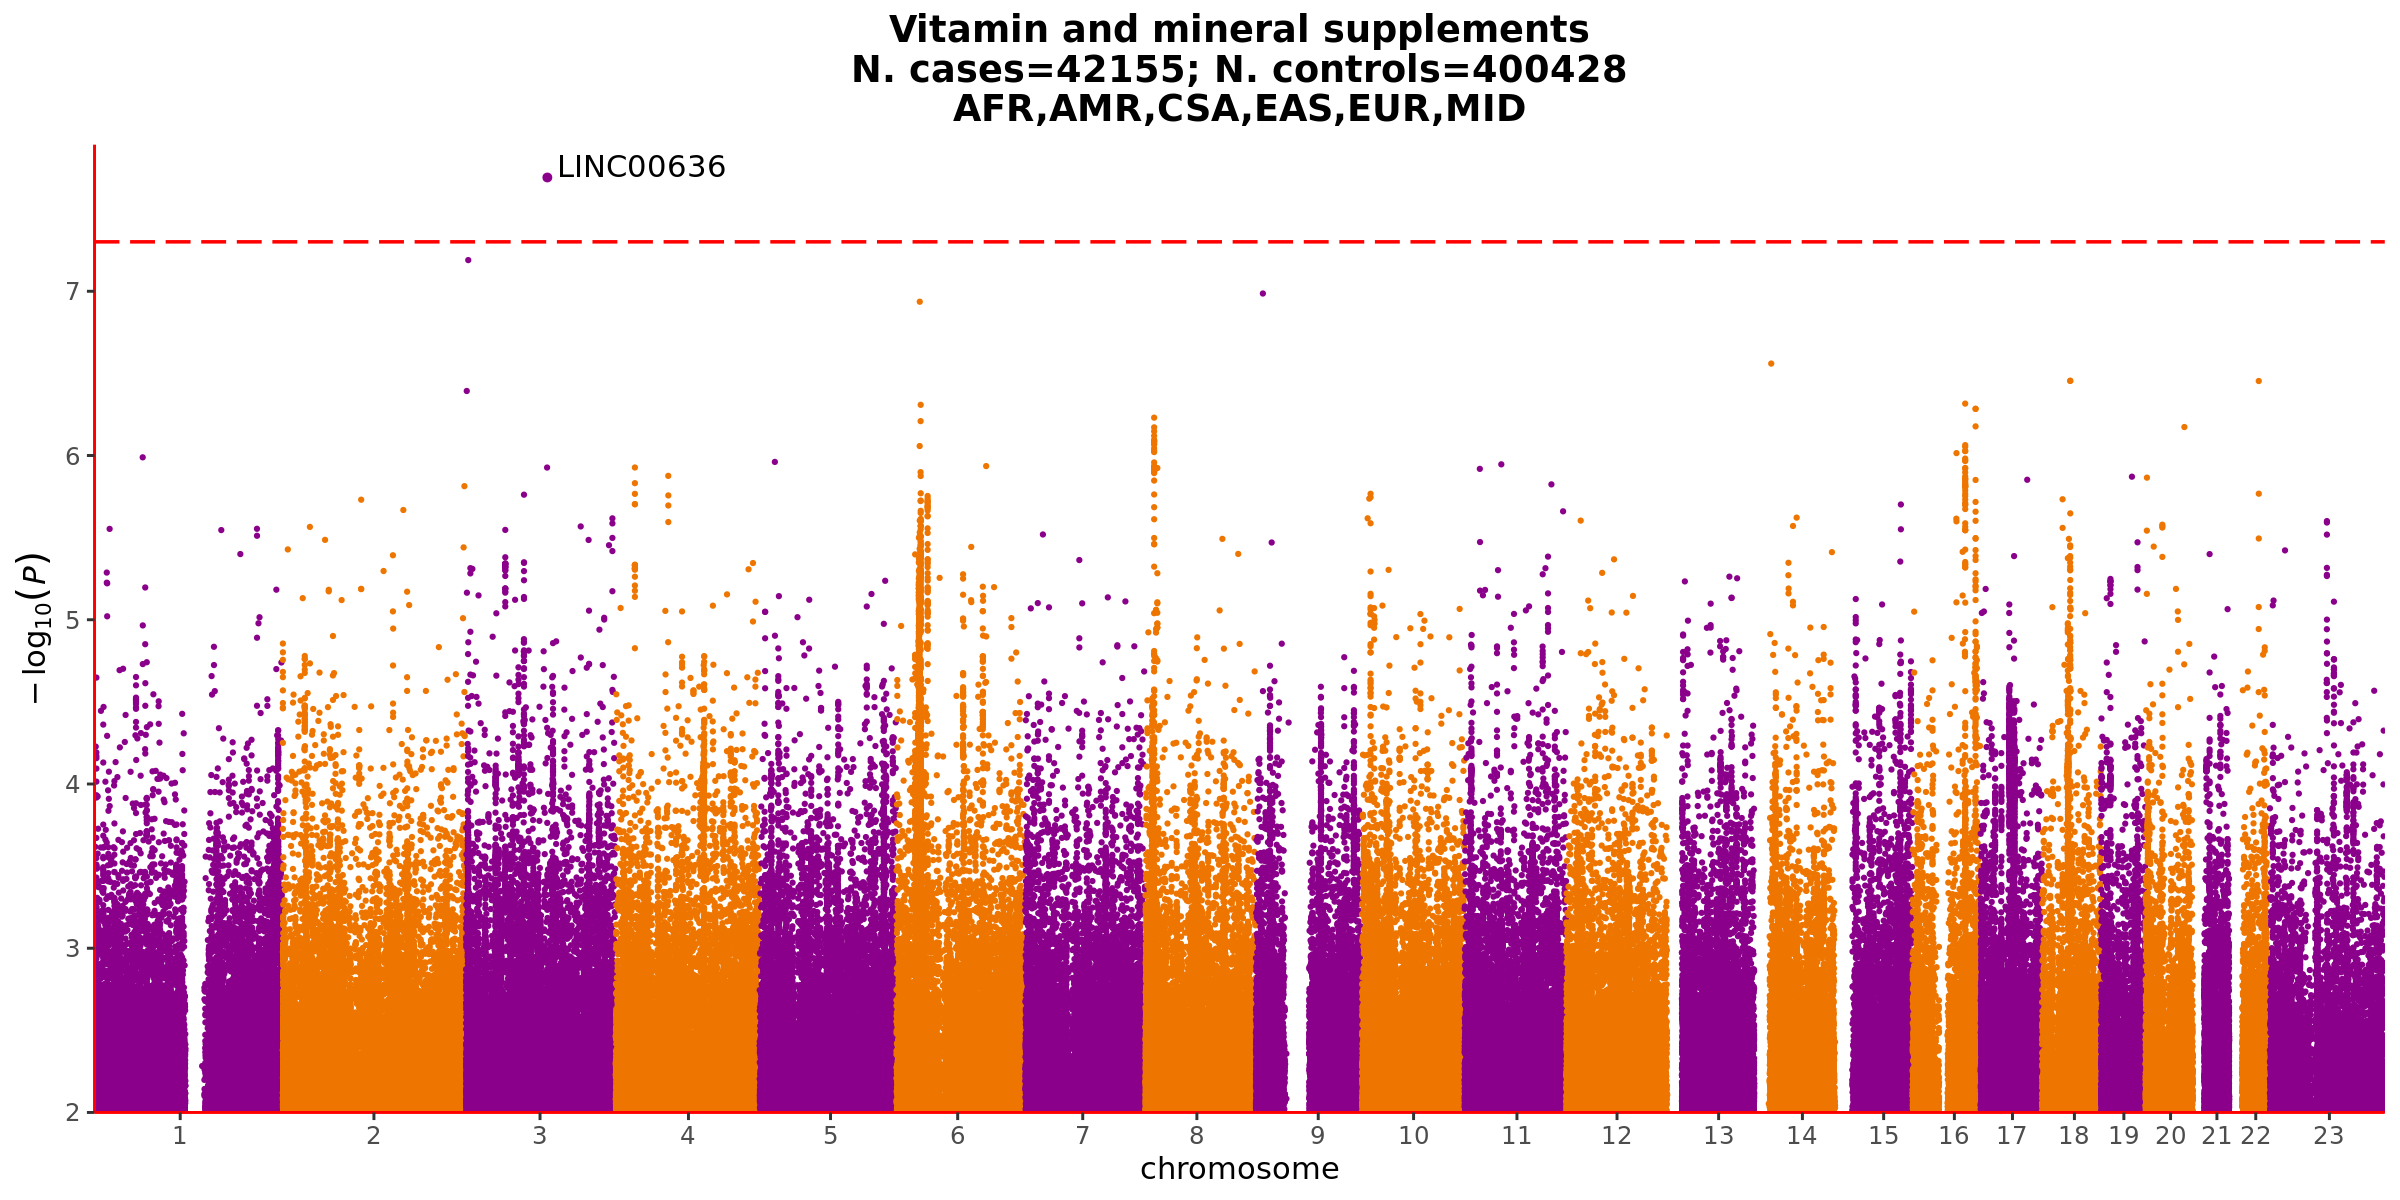 Vitamin and mineral supplements
N. cases=42155; N. controls=400428
AFR,AMR,CSA,EAS,EUR,MID
LINC00636
−log10(P)
7
6
5
4
3
2
1 2 3 4 5 6 7 8 9 10 11 12 13 14 15 16 17 18 19 20 21 22 23
chromosome